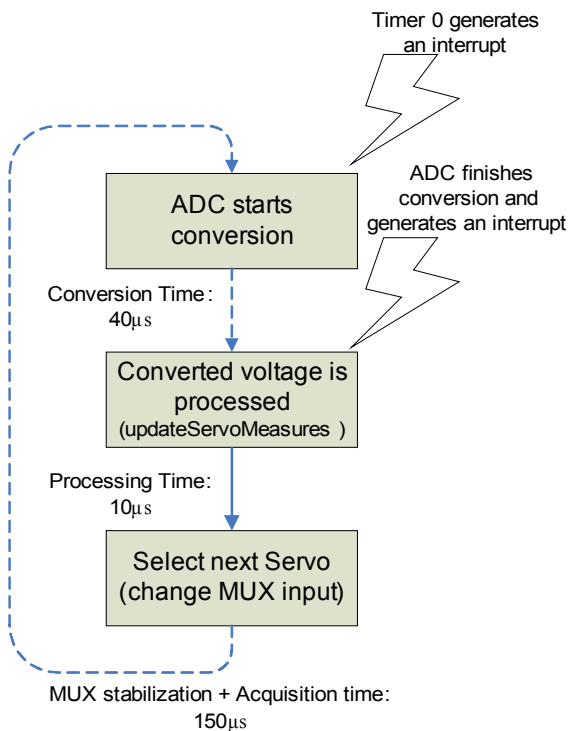 Timer 0 generates
an interrupt
ADC starts
conversion
ADC finishes
conversion and
generates an interrupt
Conversion Time:
40µs
Converted voltage is
processed
(updateServoMeasures )
Processing Time:
10µs
Select next Servo
(change MUX input)
MUX stabilization + Acquisition time:
150µs